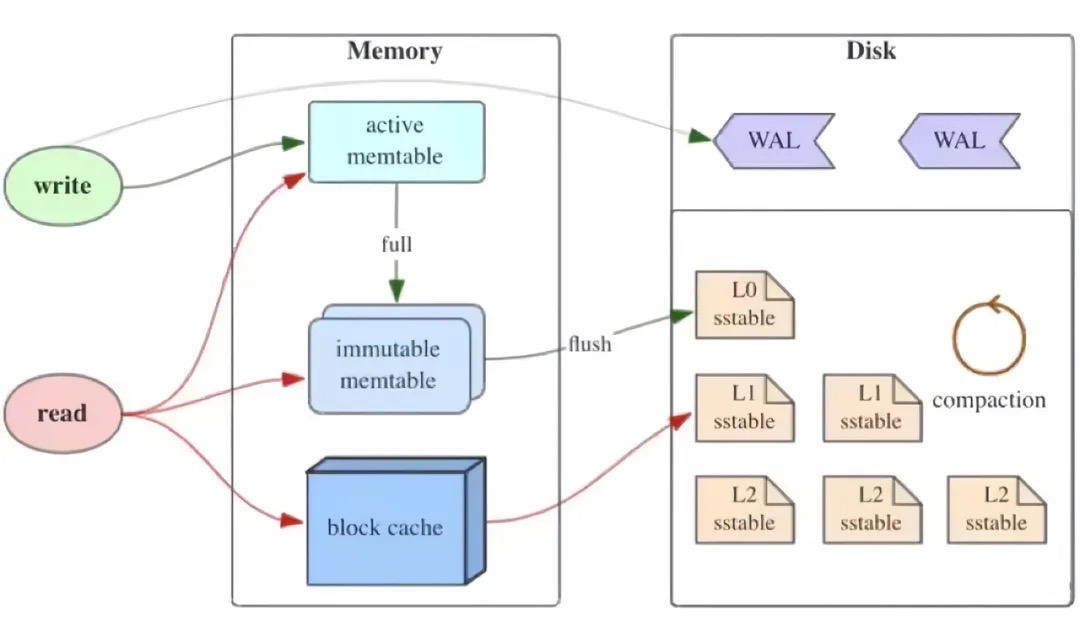 Memory
Disk
active
memtable
WAL
WAL
write
full
L0
sstable
immutable
memtable
flush
L1
sstable
L1
sstable
compaction
read
block cache
L2
sstable
L2
sstable
L2
sstable